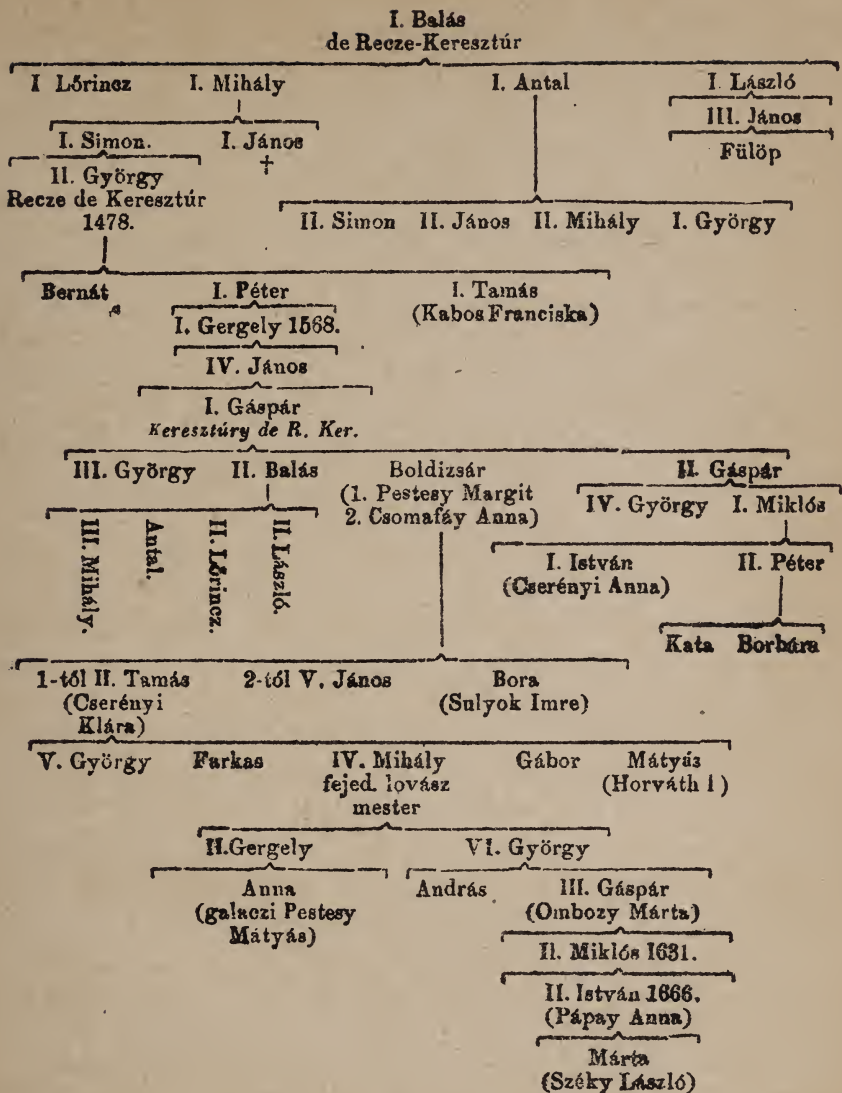 I. Balás
de Recze-Keresztúr
I Lőrincz I. Mihály I. Antal I. László
III. János
I. Simon. I. János Fülöp
†
II. György
Recze de Keresztúr
1478. II. Simon II. János II. Mihály I. György
Bernát I. Péter I. Tamás
(Kabos Franciska)
I. Gergely 1568.
IV. János
I. Gáspár
Keresztúry de R. Ker.
III. György II. Balás Boldizsár II. Gáspár
(1. Pestesy Margit
2. Csomafáy Anna)
IV. György I. Miklós
III. Mihály.
Antal.
II. Lőrincz.
II. László.
I. István II. Péter
(Cserényi Anna)
Kata Borbára
1-től II. Tamás 2-tól V. János Bora
(Cserényi (Sulyok Imre)
Klára)
V. György Farkas IV. Mihály Gábor Mátyás
fejed. lovász (Horváth i )
mester
II.Gergely VI. György
Anna András III. Gáspár
(galaczi Pestesy (Ombozy Márta)
Mátyás)
II. Miklós 1631.
II. István 1666.
(Pápay Anna)
Márta
(Széky László)